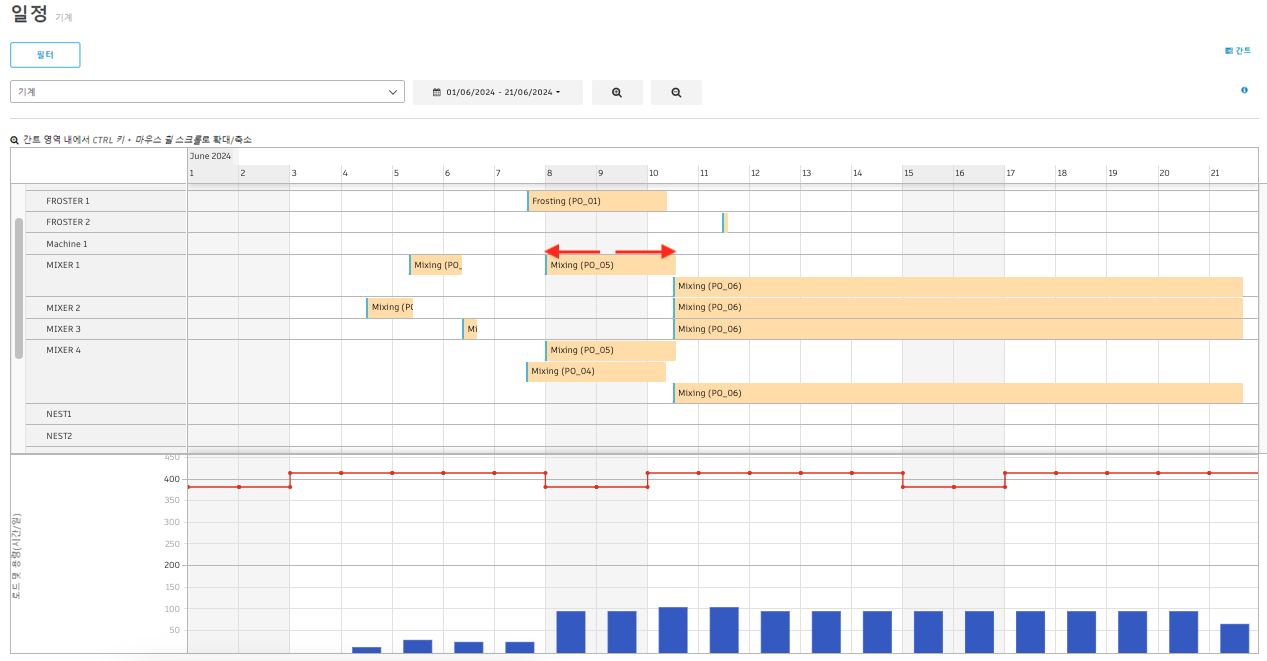 일정 기계
필터
간트
기계
01/06/2024 - 21/06/2024
간트 영역 내에서 CTRL 키 + 마우스 휠 스크롤로 확대/축소
June 2024
1 2 3 4 5 6 7 8 9 10 11 12 13 14 15 16 17 18 19 20 21
FROSTER 1 Frosting (PO_01)
FROSTER 2
Machine 1
MIXER 1 Mixing (PO_ Mixing (PO_05)
Mixing (PO_06)
MIXER 2 Mixing (PO Mixing (PO_06)
MIXER 3 Mi Mixing (PO_06)
MIXER 4 Mixing (PO_05)
Mixing (PO_04)
Mixing (PO_06)
NEST1
NEST2
450
400
350
300
250
200
150
100
50
로드 및 용량(시간/일)